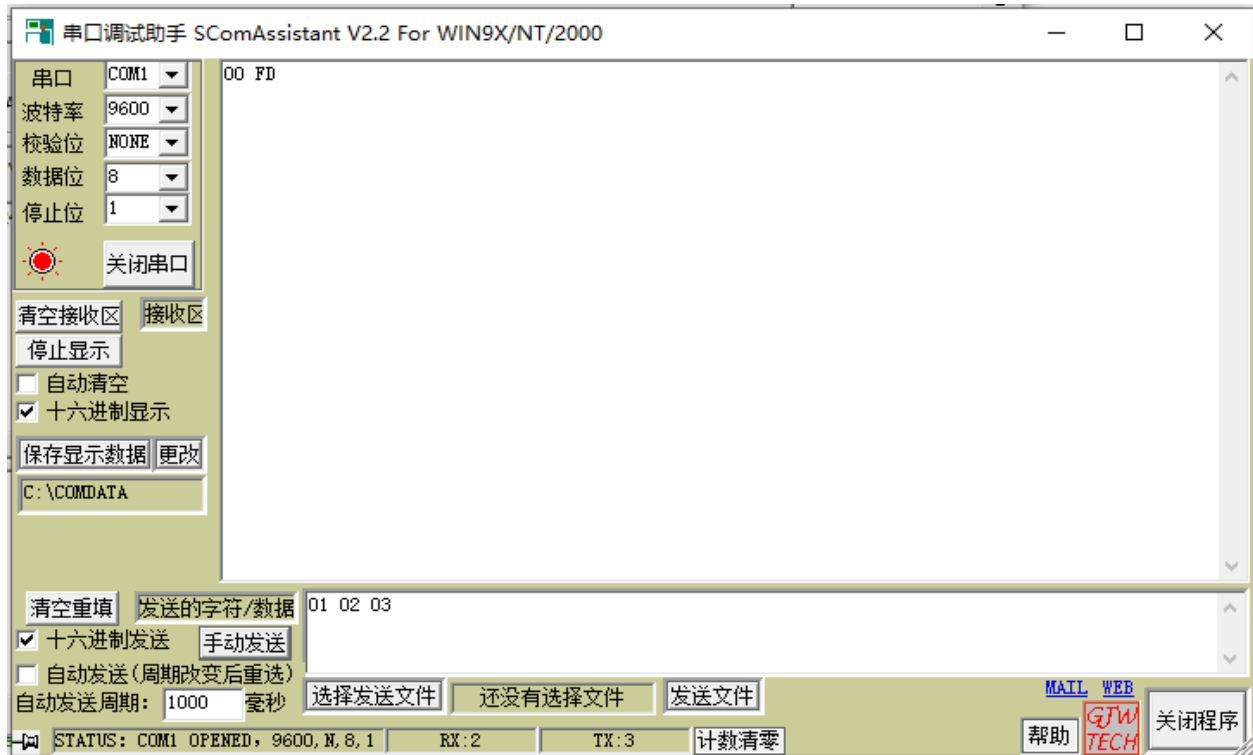 串口调试助手 SComAssistant V2.2 For WIN9X/NT/2000
串口 COM1
波特率 9600
校验位 NONE
数据位 8
停止位 1
关闭串口
00 FD
清空接收区 接收区
停止显示
自动清空
十六进制显示
保存显示数据 更改
C:\COMDATA
清空重填 发送的字符/数据
01 02 03
十六进制发送 手动发送
自动发送(周期改变后重选)
自动发送周期: 1000 毫秒
选择发送文件 还没有选择文件 发送文件
MAIL WEB
STATUS: COM1 OPENED, 9600,N,8,1 RX:2 TX:3 计数清零
帮助
GJW
TECH
关闭程序